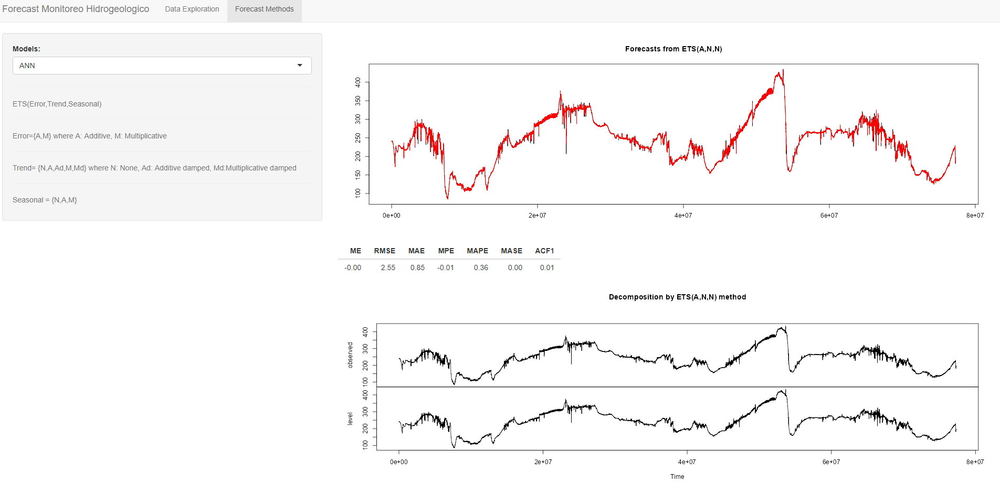 Forecast Monitoreo Hidrogeologico Data Exploration Forecast Methods
Models:
ANN
ETS(Error,Trend,Seasonal)
Error={A,M} where A: Additive, M: Multiplicative
Trend= {N,A,Ad,M,Md} where N: None, Ad: Additive damped, Md:Multiplicative damped
Seasonal = {N,A,M}
Forecasts from ETS(A,N,N)
400
350
300
250
200
150
100
0e+00 2e+07 4e+07 6e+07 8e+07
ME RMSE MAE MPE MAPE MASE ACF1
-0.00 2.55 0.85 -0.01 0.36 0.00 0.01
Decomposition by ETS(A,N,N) method
observed
400
300
200
100
level
400
300
200
100
0e+00 2e+07 4e+07 6e+07 8e+07
Time